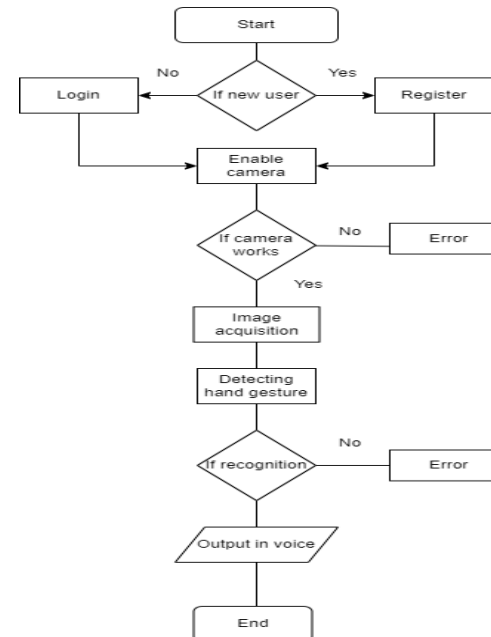 Start
No
Yes
Login
If new user
Register
Enable
camera
If camera
works
No
Error
Yes
Image
acquisition
Detecting
hand gesture
No
If recognition
Error
Output in voice
End